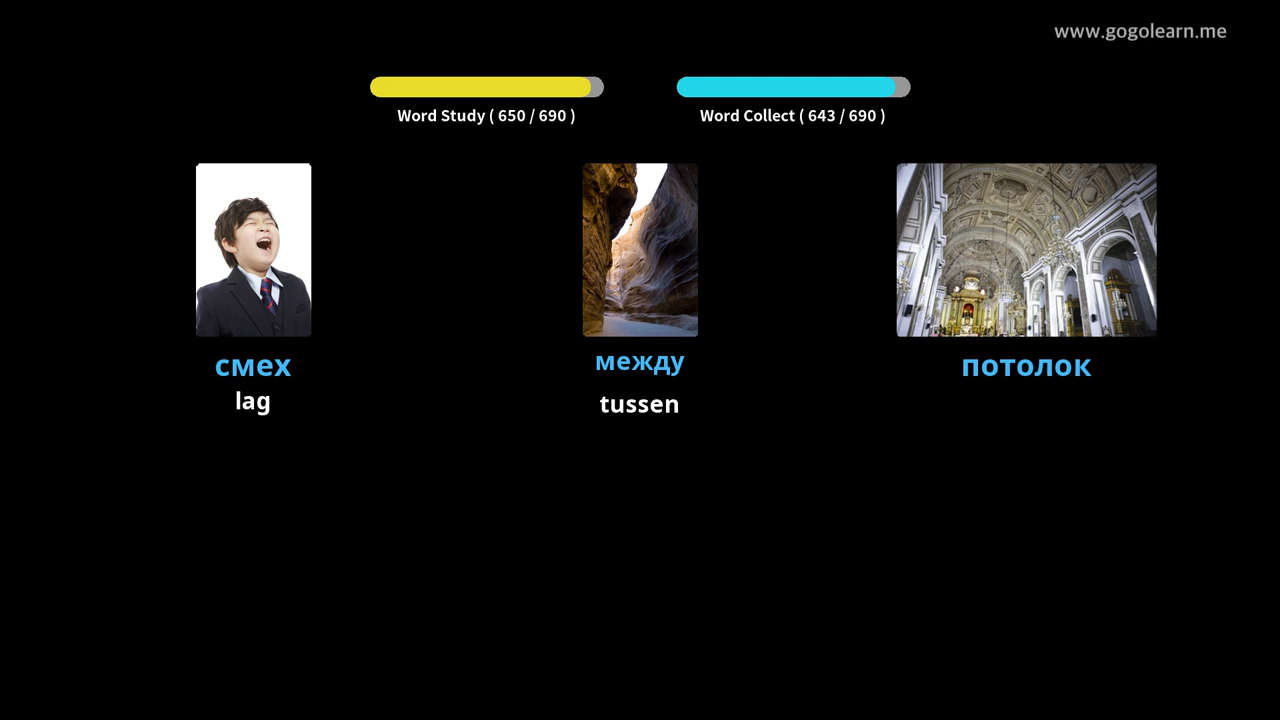 www.gogolearn.me
Word Study ( 650 / 690 )
Word Collect ( 643 / 690 )
смех
lag
между
tussen
потолок